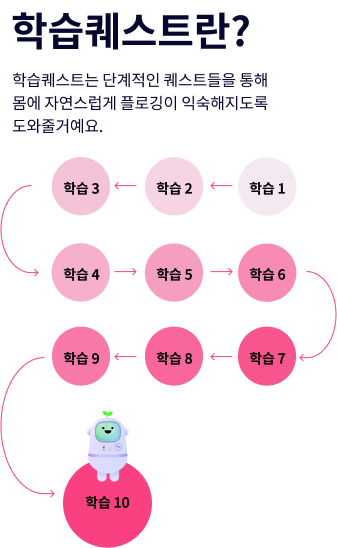 학습퀘스트란?
학습퀘스트는 단계적인 퀘스트들을 통해
몸에 자연스럽게 플로깅이 익숙해지도록
도와줄거예요.
학습 3
학습 2
학습 1
학습 4
학습 5
학습 6
학습 9
학습 8
학습 7
학습 10